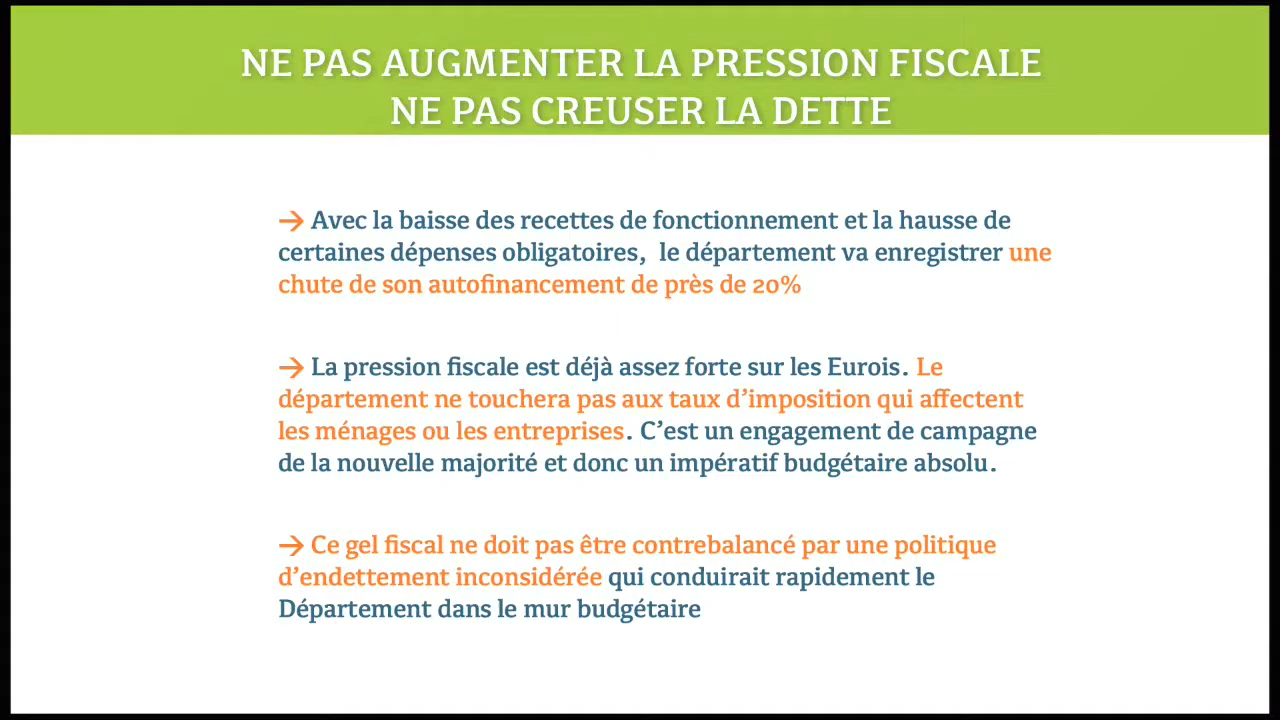 NE PAS AUGMENTER LA PRESSION FISCALE
NE PAS CREUSER LA DETTE
→ Avec la baisse des recettes de fonctionnement et la hausse de
certaines dépenses obligatoires,  le département va enregistrer une
chute de son autofinancement de près de 20%
→ La pression fiscale est déjà assez forte sur les Eurois. Le
département ne touchera pas aux taux d’imposition qui affectent
les ménages ou les entreprises. C’est un engagement de campagne
de la nouvelle majorité et donc un impératif budgétaire absolu.
→ Ce gel fiscal ne doit pas être contrebalancé par une politique
d’endettement inconsidérée qui conduirait rapidement le
Département dans le mur budgétaire